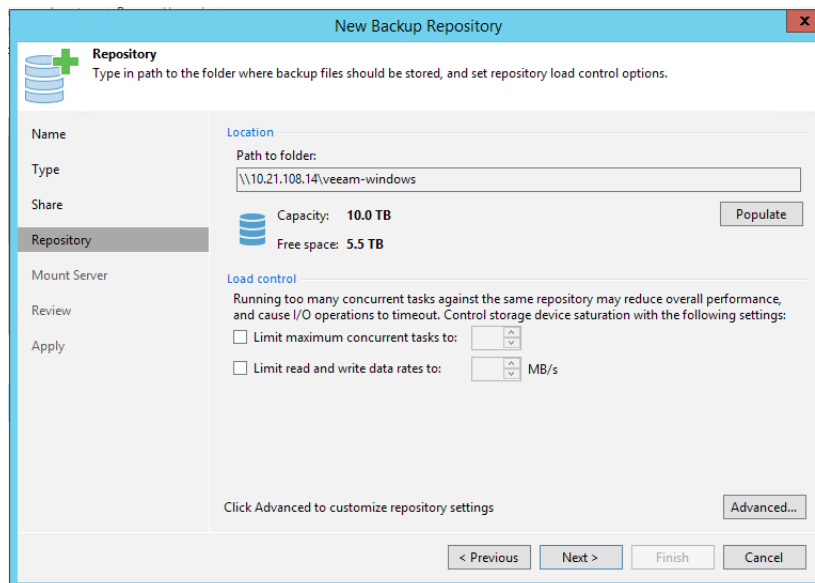 New Backup Repository
x
Repository
Type in path to the folder where backup files should be stored, and set repository load control options.
Name
Type
Share
Repository
Mount Server
Review
Apply
Location
Path to folder:
\\10.21.108.14\veeam-windows
Capacity: 10.0 TB
Populate
Free space: 5.5 TB
Load control
Running too many concurrent tasks against the same repository may reduce overall performance,
and cause I/O operations to timeout. Control storage device saturation with the following settings:
Limit maximum concurrent tasks to:
Limit read and write data rates to: MB/s
Click Advanced to customize repository settings
Advanced...
< Previous
Next >
Finish
Cancel